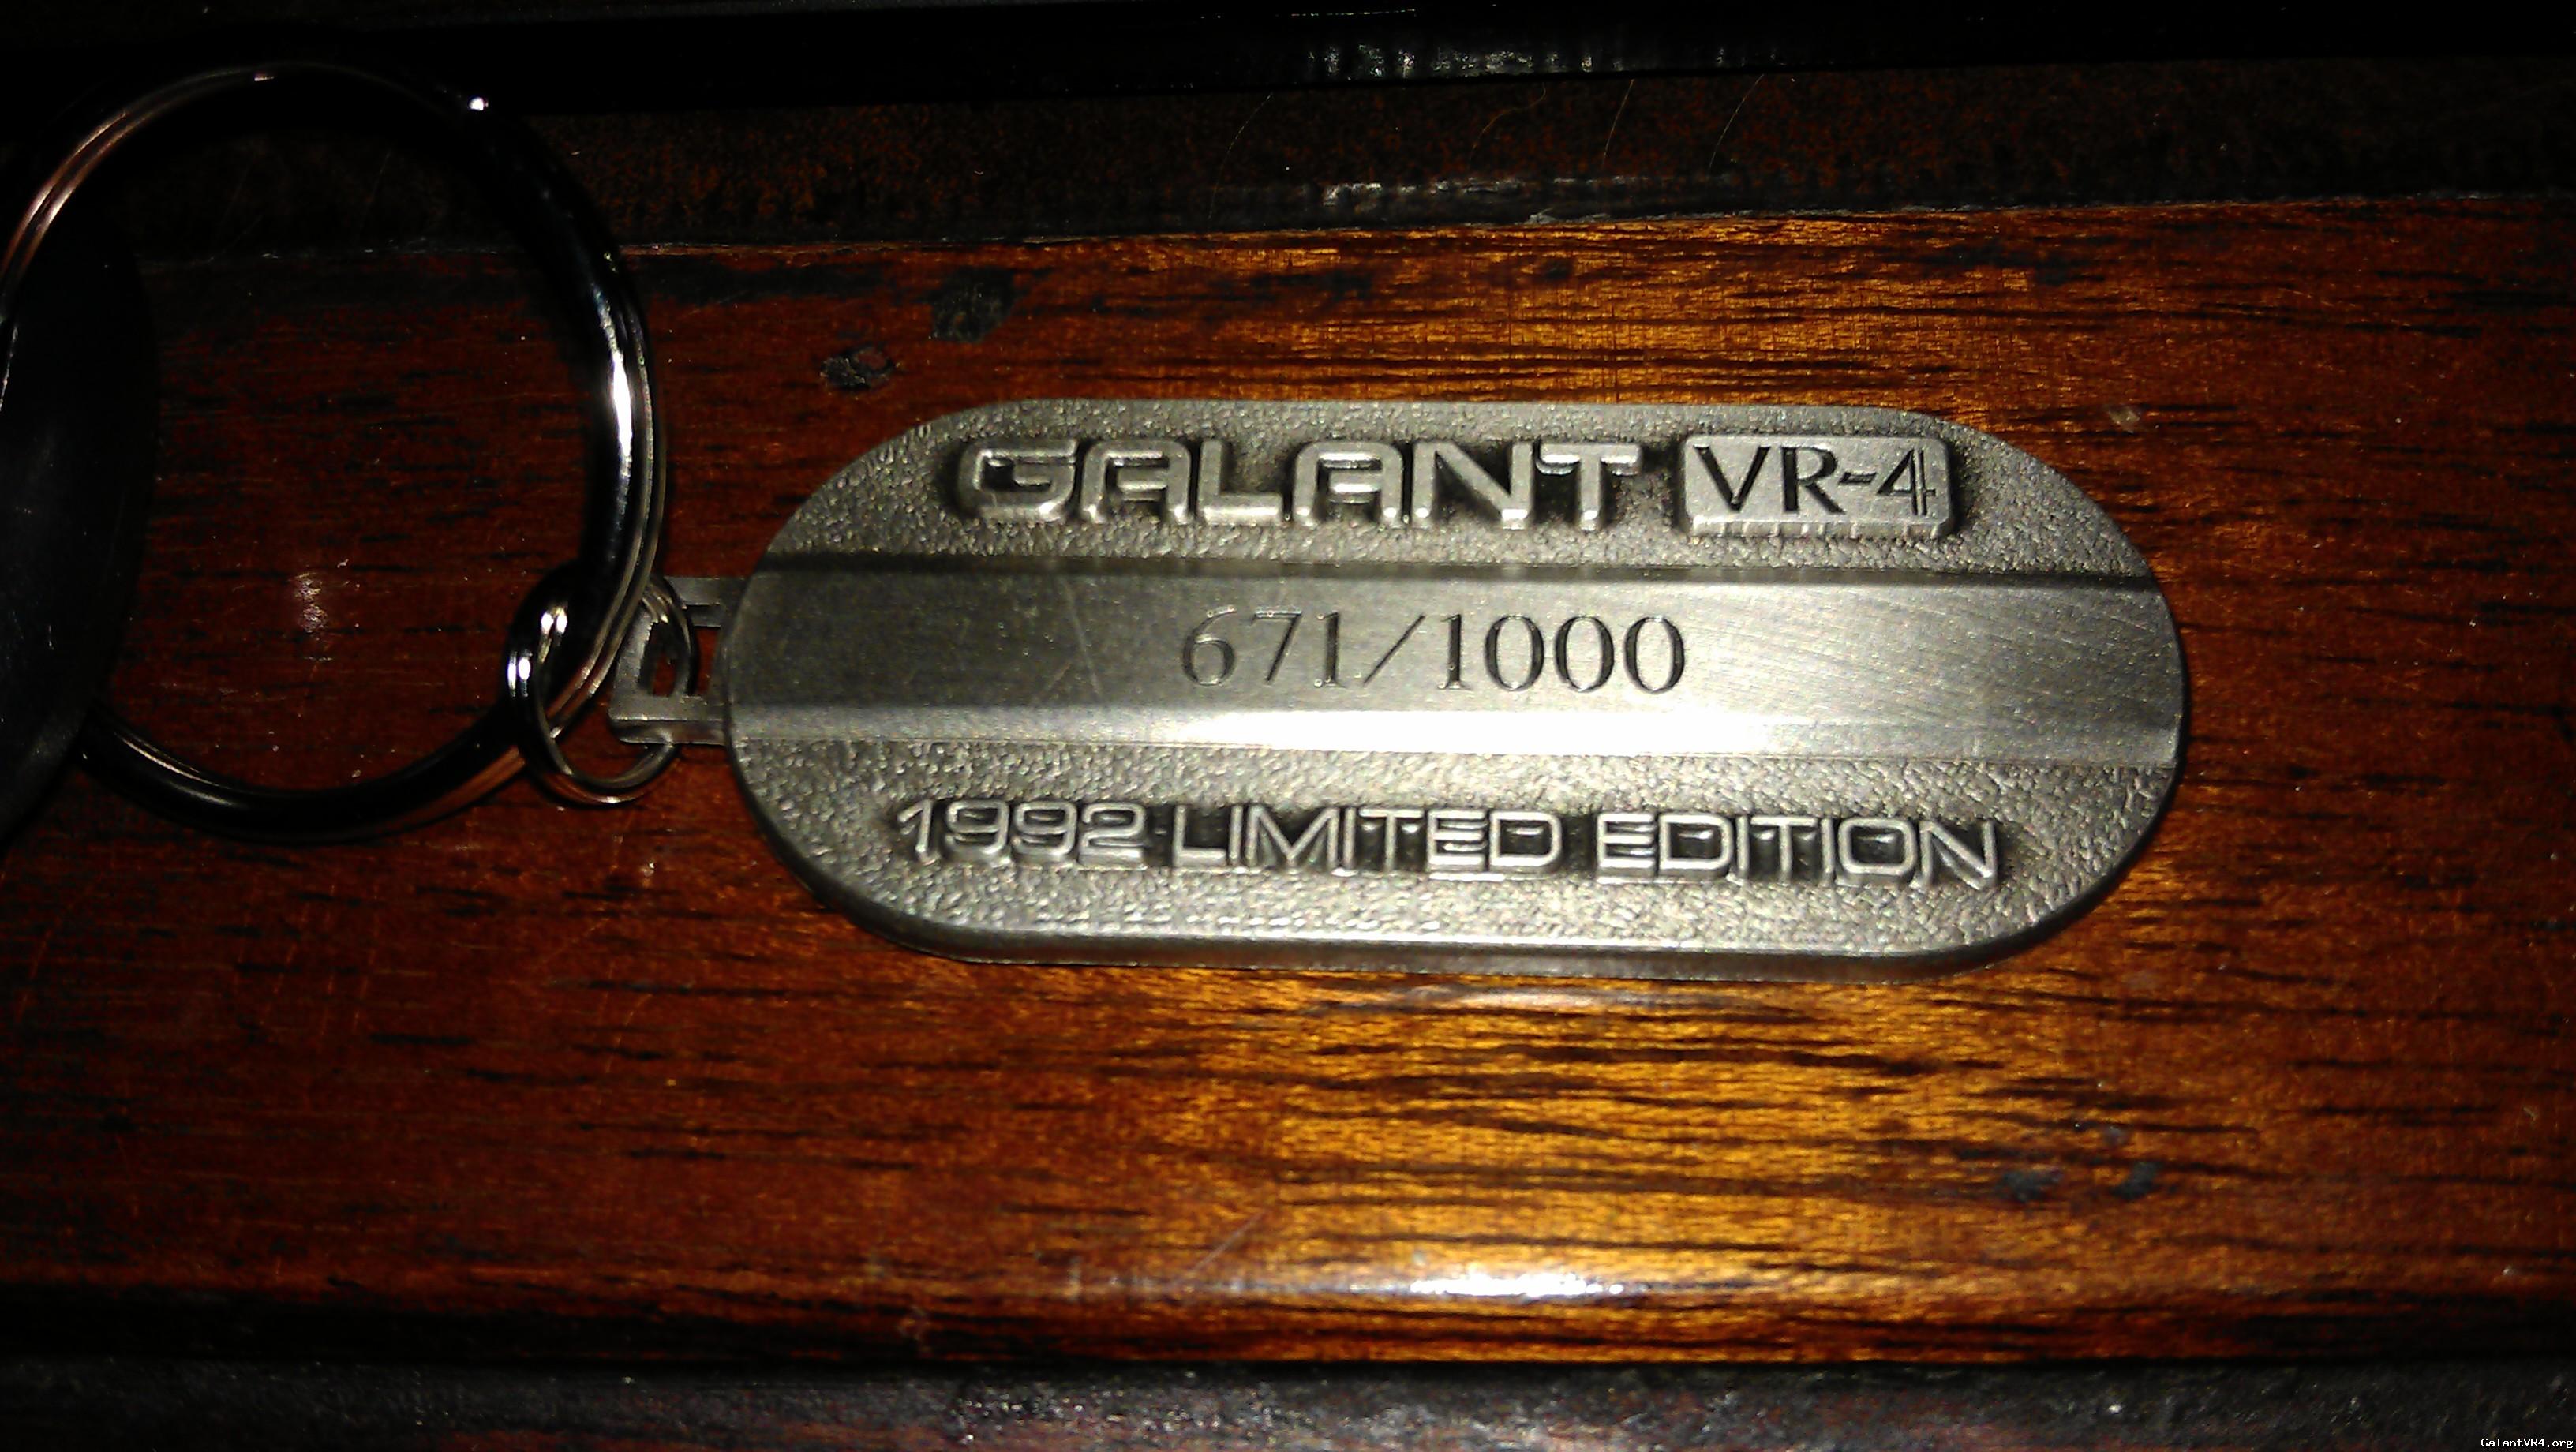 GALANT VR-4
671/1000
1992 LIMITED EDITION
GalantVR4.org